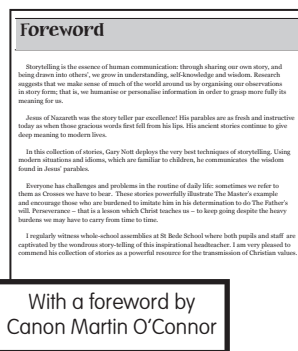 Foreword
Storytelling is the essence of human communication: through sharing our own story, and
being drawn into others', we grow in understanding, self-knowledge and wisdom. Research
suggests that we make sense of much of the world around us by organising our observations
in story form; that is, we humanise or personalise information in order to grasp more fully its
meaning for us.
Jesus of Nazareth was the story teller par excellence! His parables are as fresh and instructive
today as when those gracious words first fell from his lips. His ancient stories continue to give
deep meaning to modern lives.
In this collection of stories, Gary Nott deploys the very best techniques of storytelling. Using
modern situations and idioms, which are familiar to children, he communicates the wisdom
found in Jesus' parables.
Everyone has challenges and problems in the routine of daily life: sometimes we refer to
them as Crosses we have to bear. These stories powerfully illustrate The Master's example
and encourage those who are burdened to imitate him in his determination to do The Father's
will. Perseverance – that is a lesson which Christ teaches us – to keep going despite the heavy
burdens we may have to carry from time to time.
I regularly witness whole-school assemblies at St Bede School where both pupils and staff are
captivated by the wondrous story-telling of this inspirational headteacher. I am very pleased to
commend his collection of stories as a powerful resource for the transmission of Christian values.
With a foreword by
Canon Martin O'Connor